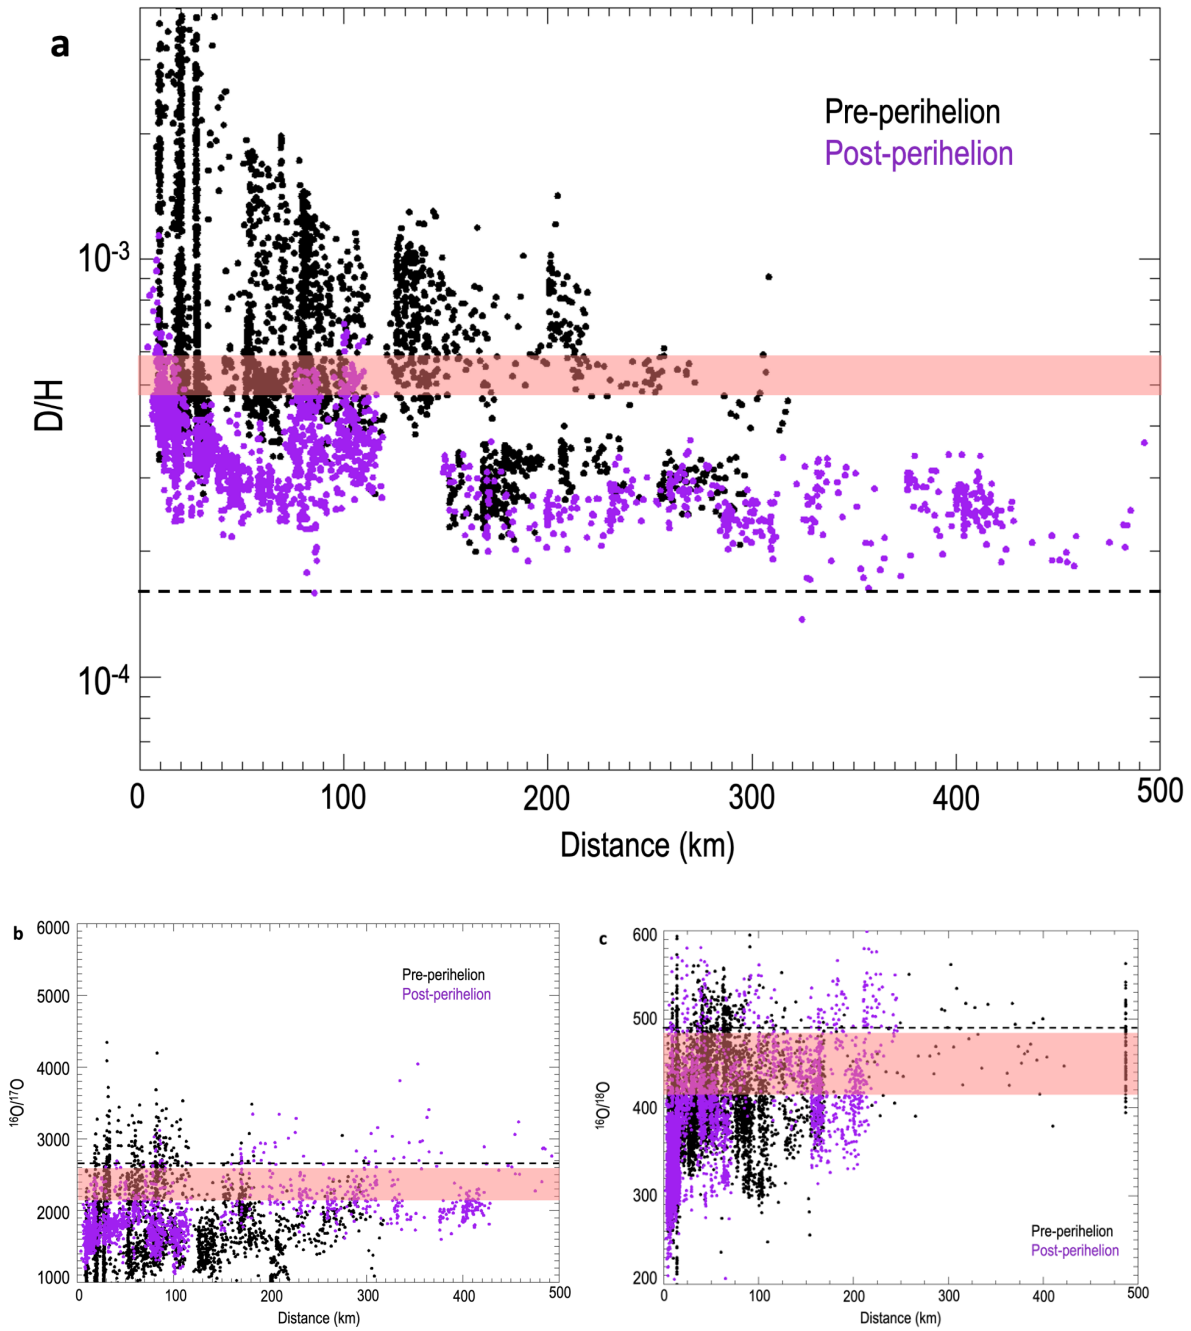 a
Pre-perihelion
Post-perihelion
10-3
D/H
10-4
0 100 200 300 400 500
Distance (km)
b
6000
5000
4000
3000
2000
1000
16O/17O
Pre-perihelion
Post-perihelion
0 100 200 300 400 500
Distance (km)
c
600
500
400
300
200
16O/18O
Pre-perihelion
Post-perihelion
0 100 200 300 400 500
Distance (km)